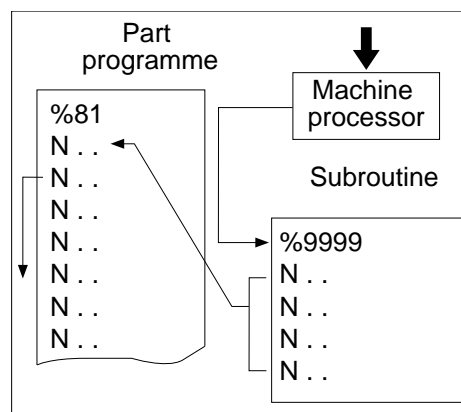 Part
programme
%81
N . .
N . .
N . .
N . .
N . .
N . .
N . .
Machine
processor
Subroutine
%9999
N . .
N . .
N . .
N . .